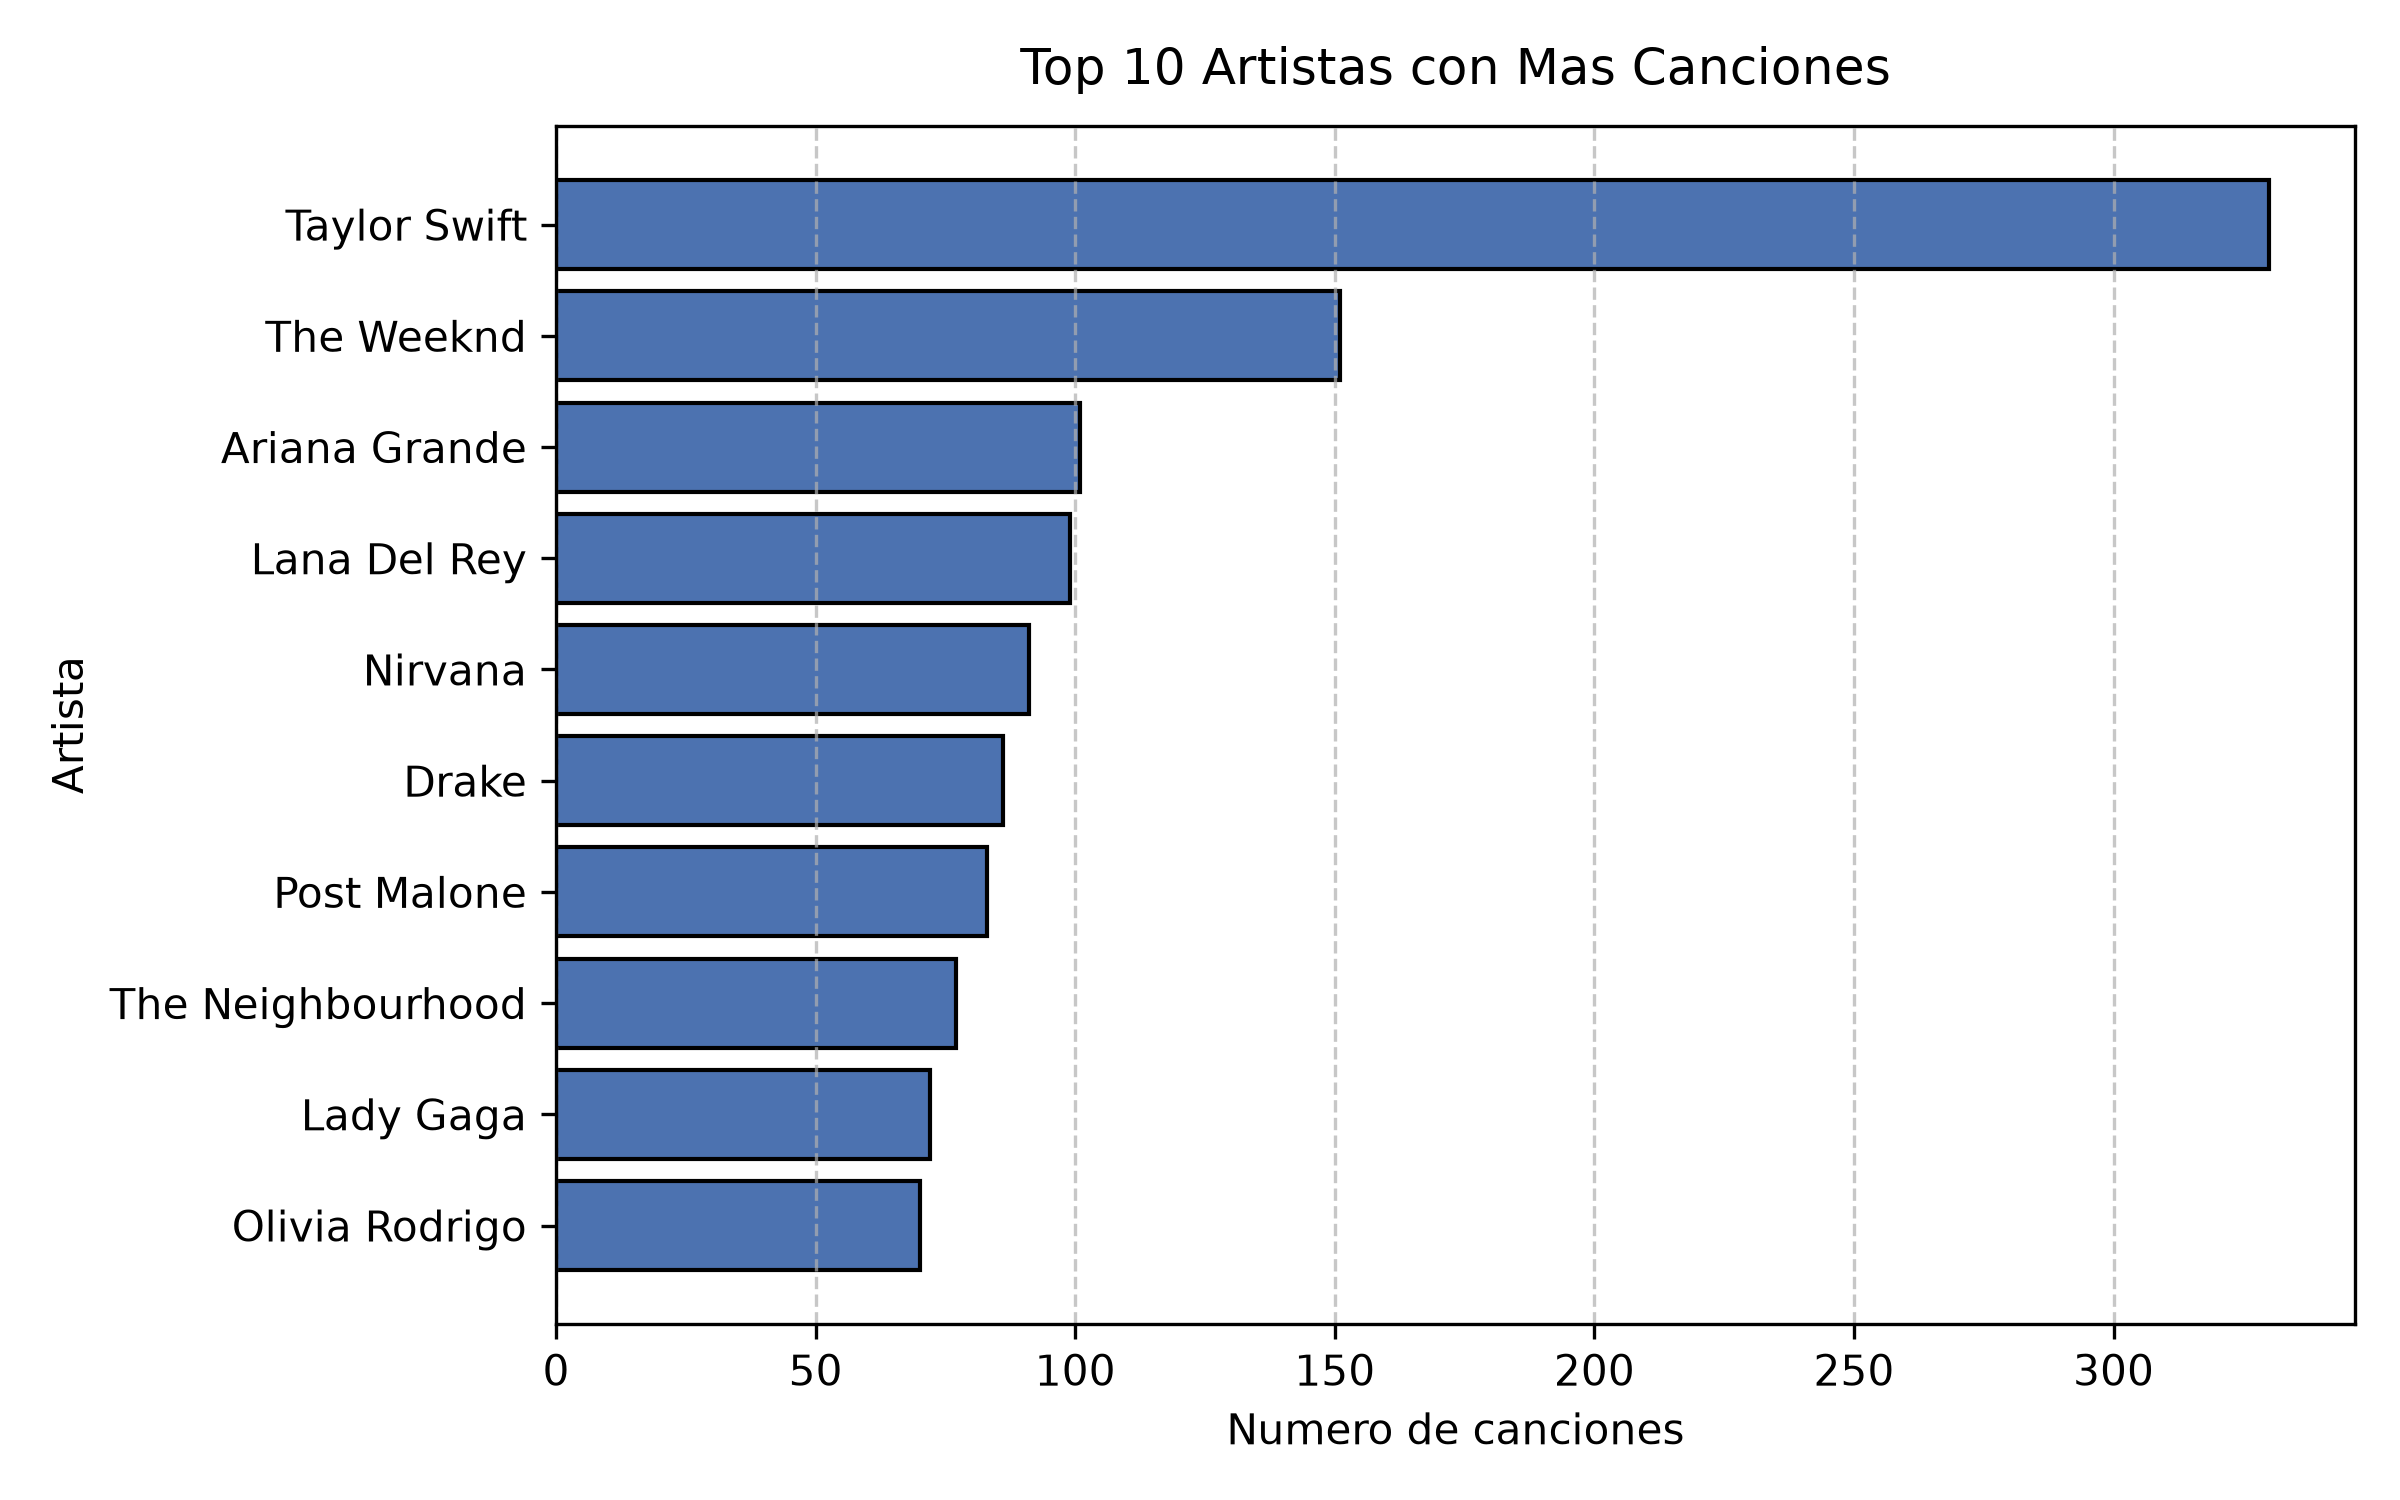 Top 10 Artistas con Mas Canciones
Artista
Taylor Swift
The Weeknd
Ariana Grande
Lana Del Rey
Nirvana
Drake
Post Malone
The Neighbourhood
Lady Gaga
Olivia Rodrigo
0 50 100 150 200 250 300
Numero de canciones